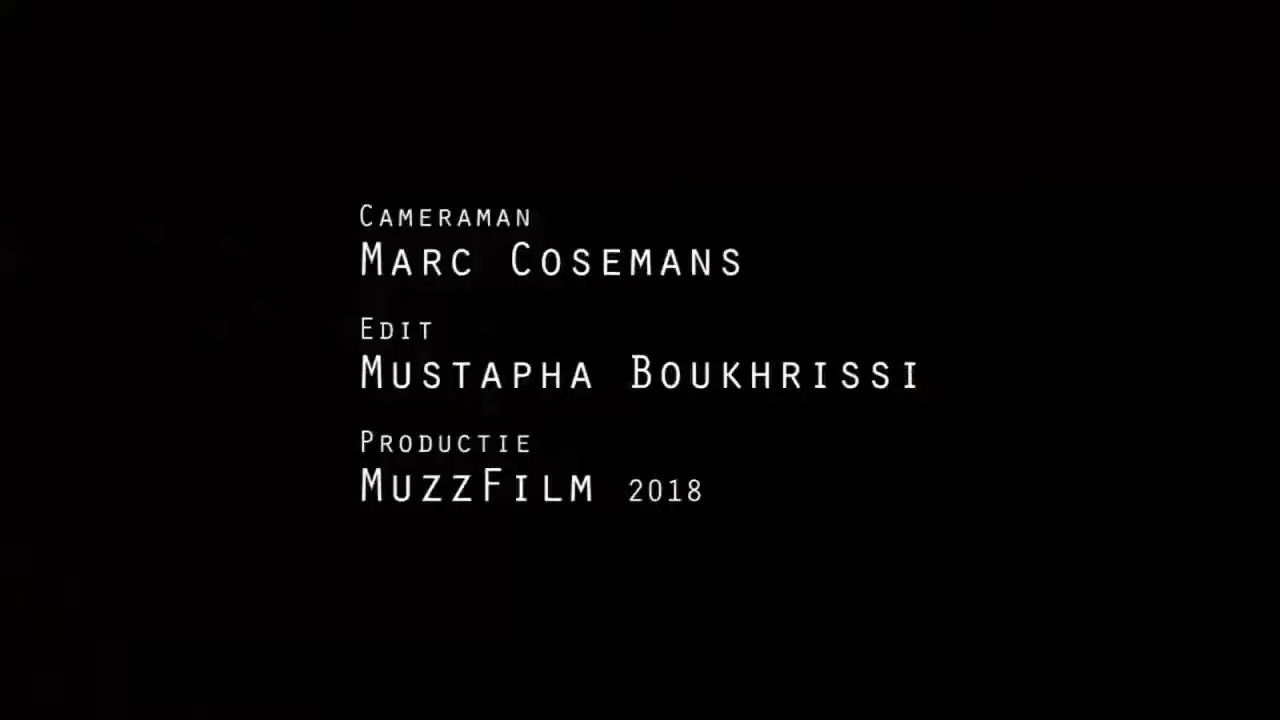 Cameraman
Marc Cosemans
Edit
Mustapha Boukhrissi
Productie
MuzzFilm 2018